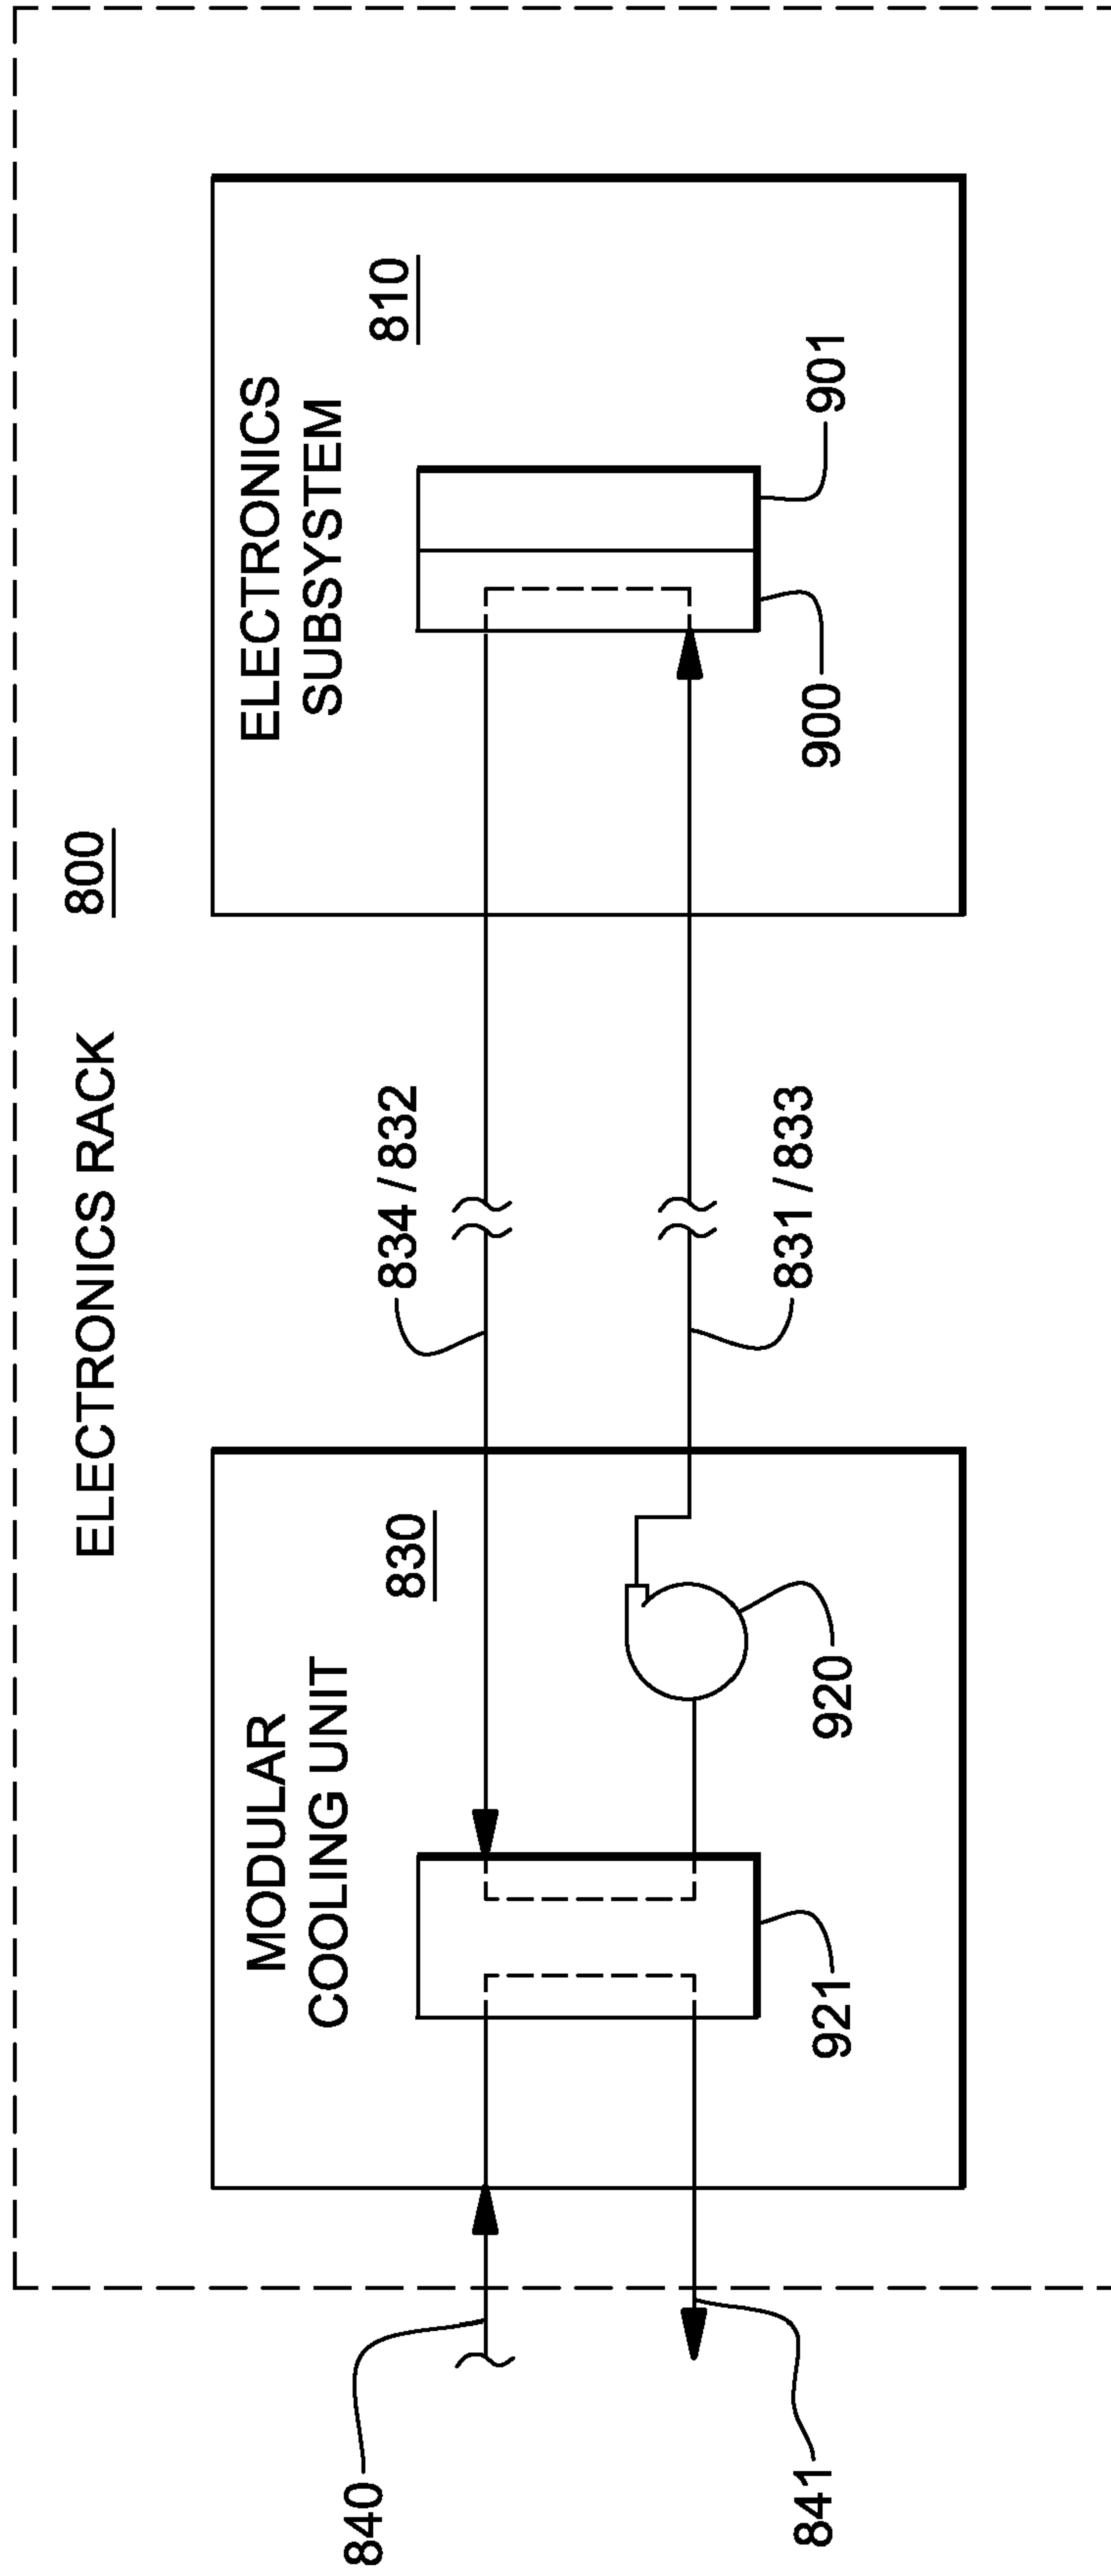 ELECTRONICS RACK
800
MODULAR
COOLING UNIT
830
ELECTRONICS
SUBSYSTEM
810
840
834 / 832
831 / 833
841
921
920
900
901